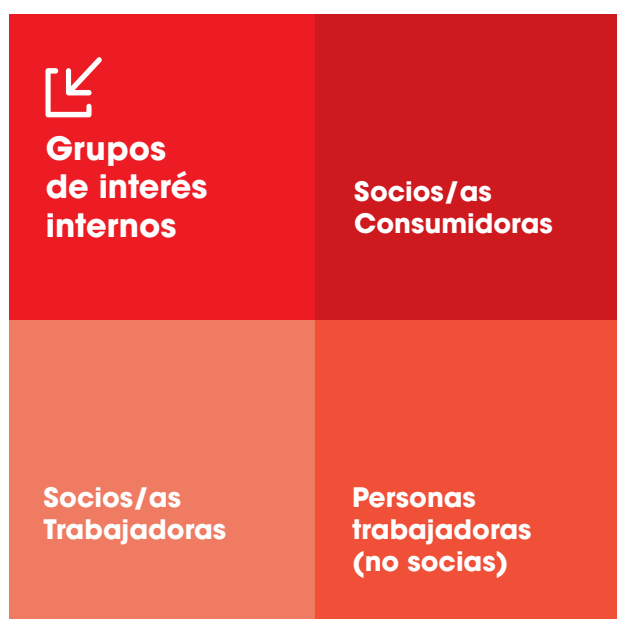 Grupos
de interés
internos
Socios/as
Consumidoras
Socios/as
Trabajadoras
Personas
trabajadoras
(no socias)